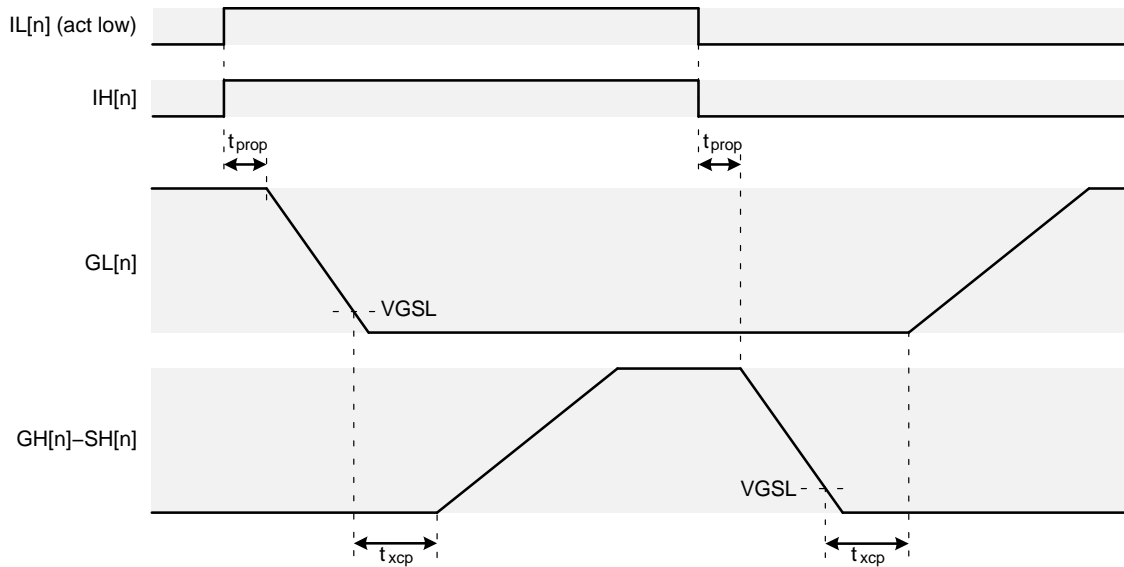 IL[n] (act low)
IH[n]
tprop
tprop
GL[n]
VGSL
GH[n]–SH[n]
VGSL
txcp
txcp